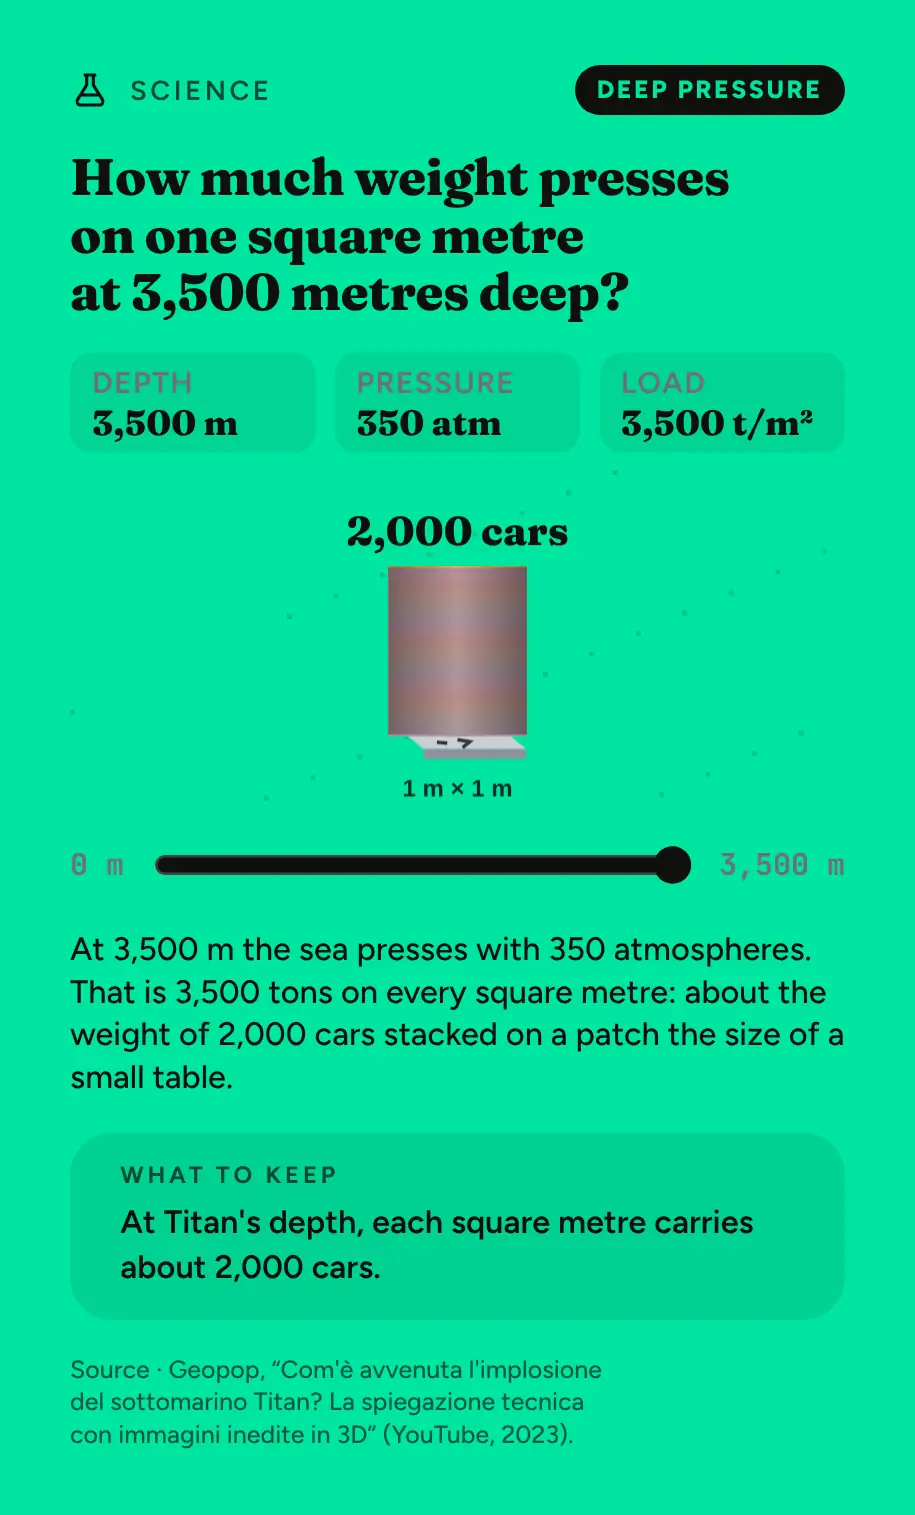 SCIENCE
DEEP PRESSURE
How much weight presses
on one square metre
at 3,500 metres deep?
DEPTH
3,500 m
PRESSURE
350 atm
LOAD
3,500 t/m²
2,000 cars
1 m × 1 m
0 m
3,500 m
At 3,500 m the sea presses with 350 atmospheres.
That is 3,500 tons on every square metre: about the
weight of 2,000 cars stacked on a patch the size of a
small table.
WHAT TO KEEP
At Titan's depth, each square metre carries
about 2,000 cars.
Source · Geopop, “Com'è avvenuta l'implosione
del sottomarino Titan? La spiegazione tecnica
con immagini inedite in 3D” (YouTube, 2023).